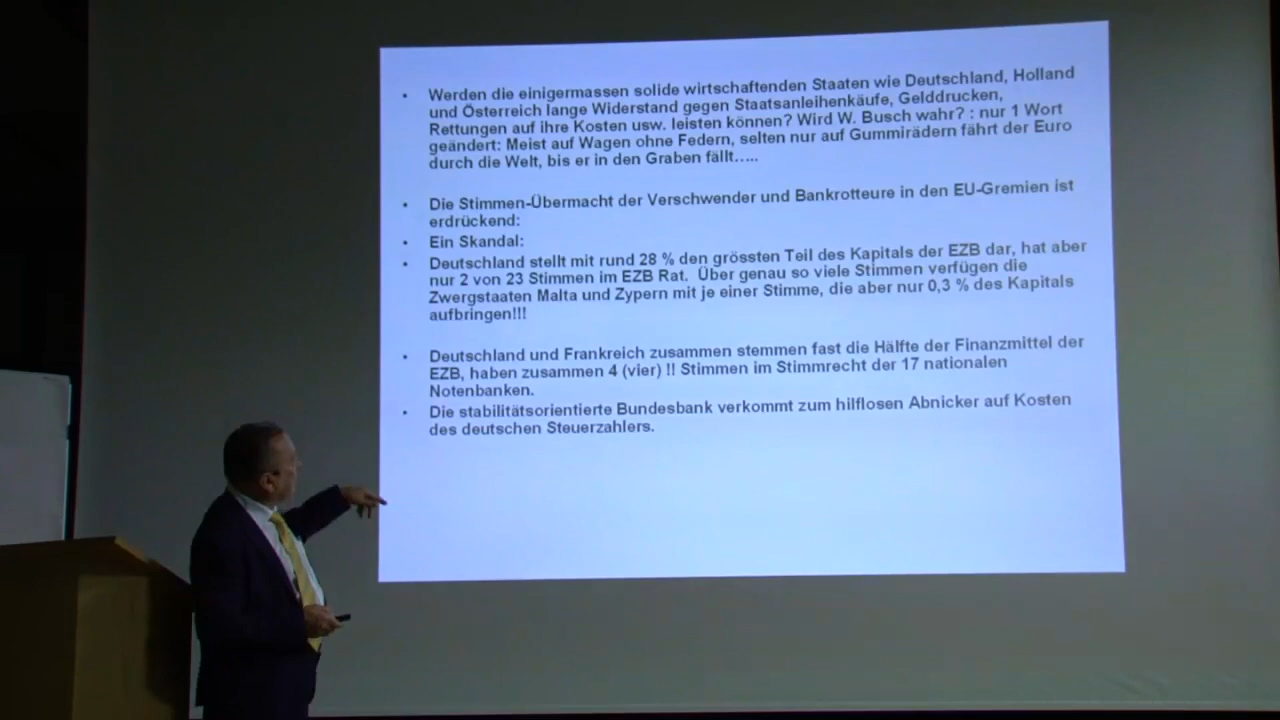 • Werden die einigermassen solide wirtschaftenden Staaten wie Deutschland, Holland
und Österreich lange Widerstand gegen Staatsanleihenkäufe, Gelddrucken,
Rettungen auf ihre Kosten usw. leisten können? Wird W. Busch wahr? : nur 1 Wort
geändert: Meist auf Wagen ohne Federn, selten nur auf Gummirädern fährt der Euro
durch die Welt, bis er in den Graben fällt…..
• Die Stimmen-Übermacht der Verschwender und Bankrotteure in den EU-Gremien ist
erdrückend:
• Ein Skandal:
• Deutschland stellt mit rund 28 % den grössten Teil des Kapitals der EZB dar, hat aber
nur 2 von 23 Stimmen im EZB Rat. Über genau so viele Stimmen verfügen die
Zwergstaaten Malta und Zypern mit je einer Stimme, die aber nur 0,3 % des Kapitals
aufbringen!!!
• Deutschland und Frankreich zusammen stemmen fast die Hälfte der Finanzmittel der
EZB, haben zusammen 4 (vier) !! Stimmen im Stimmrecht der 17 nationalen
Notenbanken.
• Die stabilitätsorientierte Bundesbank verkommt zum hilflosen Abnicker auf Kosten
des deutschen Steuerzahlers.